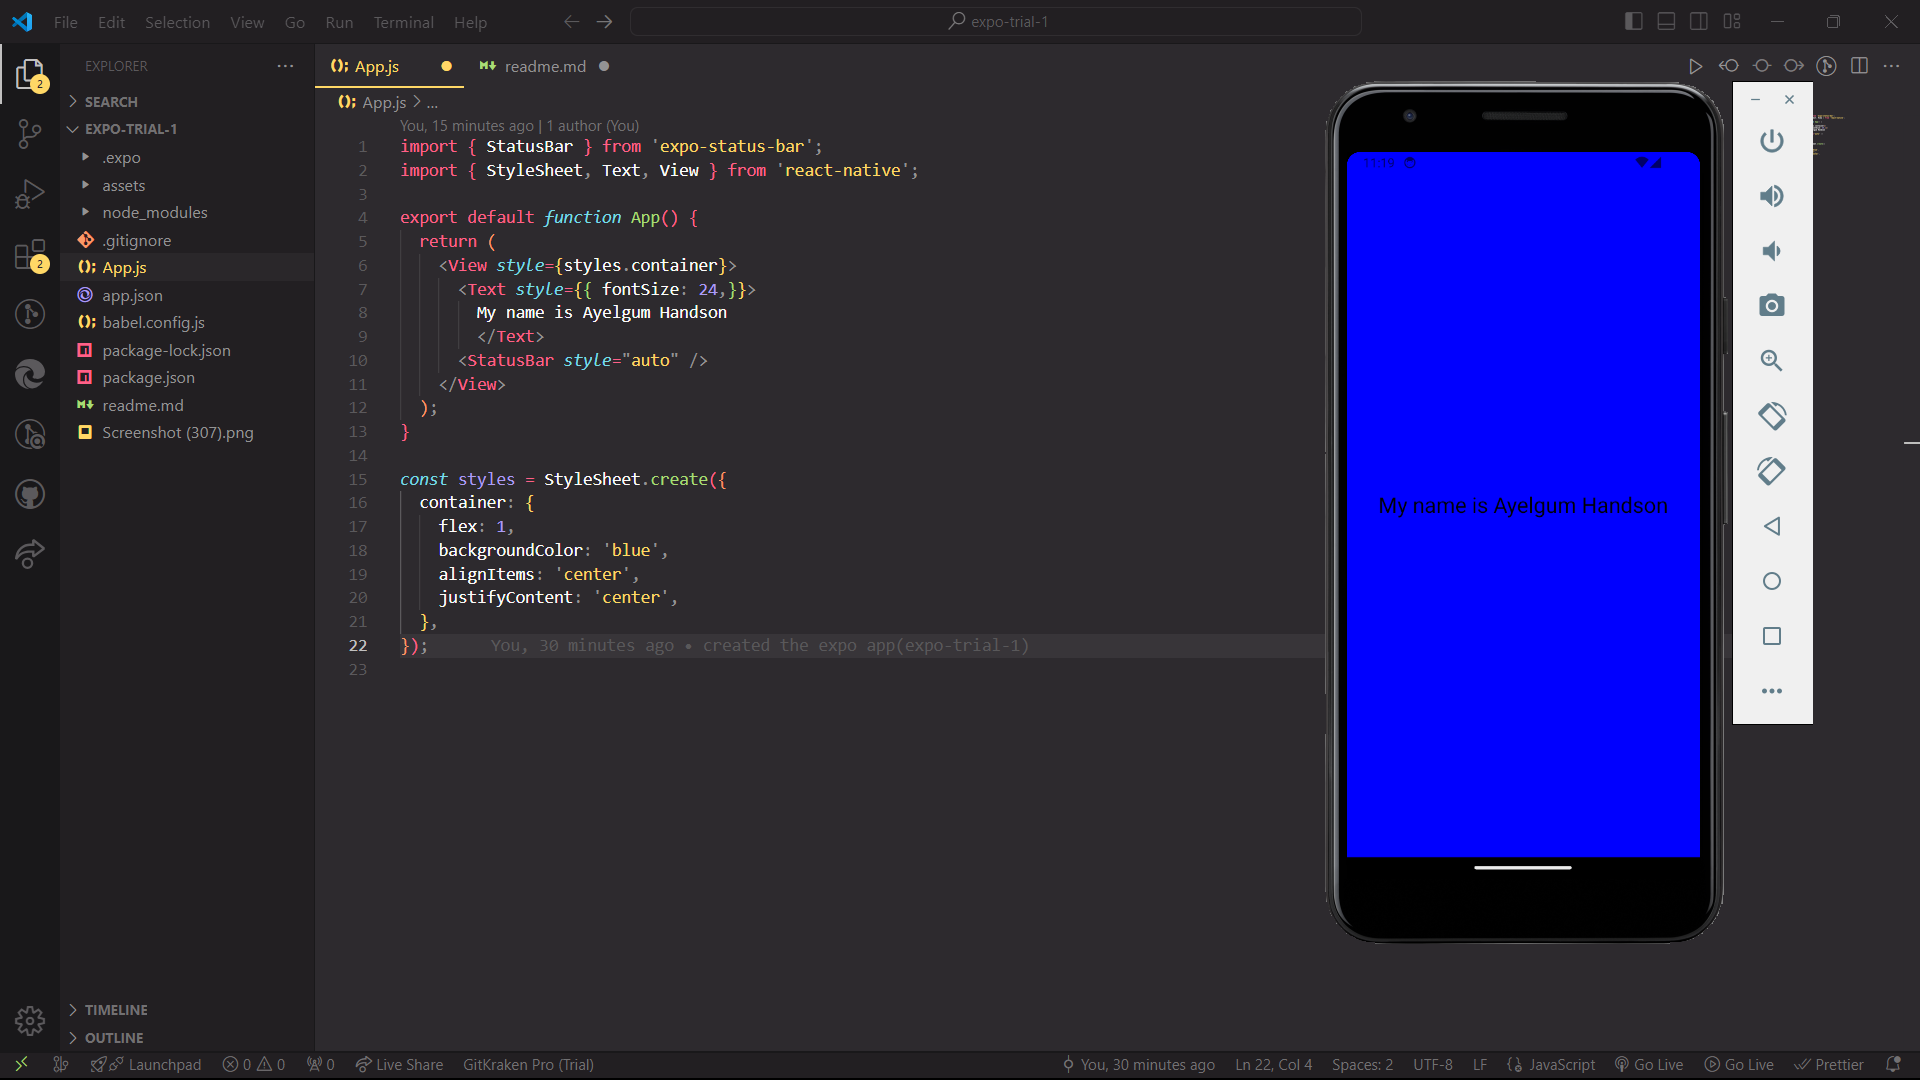 File Edit Selection View Go Run Terminal Help
expo-trial-1
EXPLORER
2
SEARCH
EXPO-TRIAL-1
.expo
assets
node_modules
.gitignore
2
App.js
app.json
babel.config.js
package-lock.json
package.json
readme.md
Screenshot (307).png
TIMELINE
OUTLINE
App.js
readme.md
App.js > ...
You, 15 minutes ago | 1 author (You)
1 import { StatusBar } from 'expo-status-bar';
2 import { StyleSheet, Text, View } from 'react-native';
3
4 export default function App() {
5 return (
6 <View style={styles.container}>
7 <Text style={{ fontSize: 24,}}>
8 My name is Ayelgum Handson
9 </Text>
10 <StatusBar style="auto" />
11 </View>
12 );
13 }
14
15 const styles = StyleSheet.create({
16 container: {
17 flex: 1,
18 backgroundColor: 'blue',
19 alignItems: 'center',
20 justifyContent: 'center',
21 },
22 }); You, 30 minutes ago • created the expo app(expo-trial-1)
23
11:19
My name is Ayelgum Handson
Launchpad 0 0 0 Live Share GitKraken Pro (Trial) You, 30 minutes ago Ln 22, Col 4 Spaces: 2 UTF-8 LF {} JavaScript Go Live Go Live Prettier